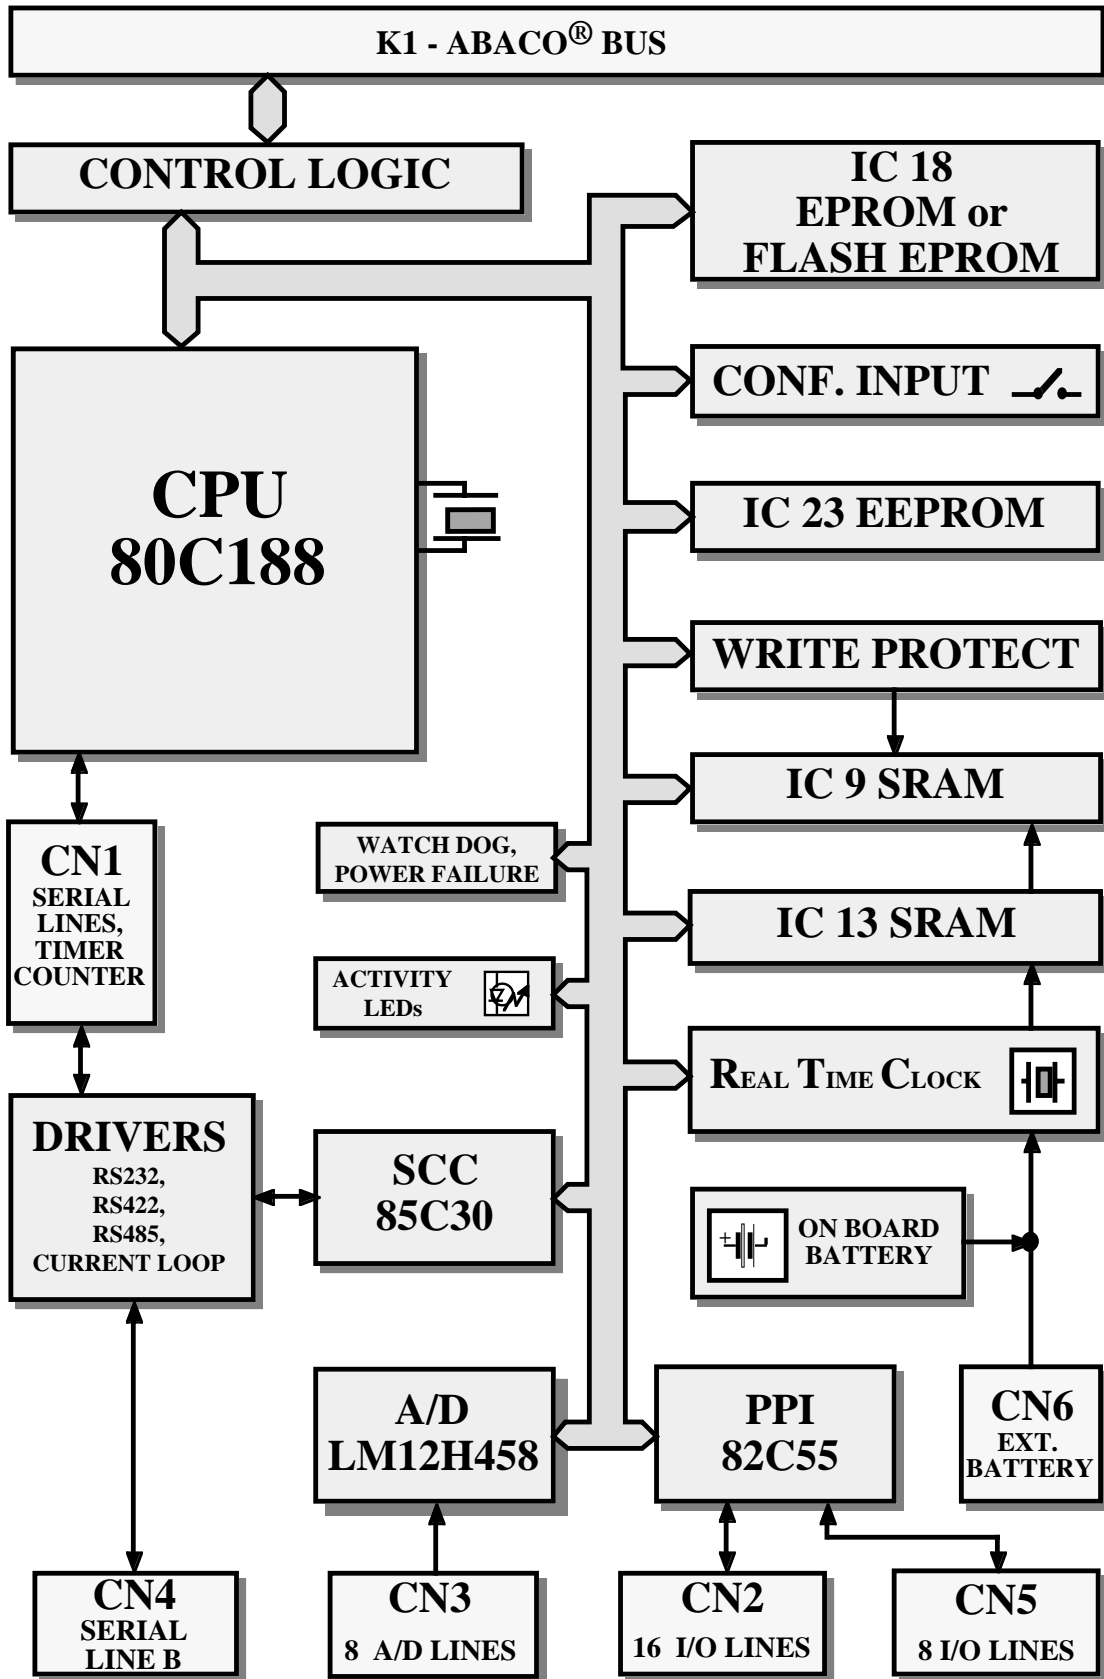 K1 - ABACO® BUS
CONTROL LOGIC
IC 18
EPROM or
FLASH EPROM
CONF. INPUT
CPU
80C188
IC 23 EEPROM
WRITE PROTECT
IC 9 SRAM
CN1
SERIAL
LINES,
TIMER
COUNTER
WATCH DOG,
POWER FAILURE
IC 13 SRAM
ACTIVITY
LEDs
REAL TIME CLOCK
DRIVERS
RS232,
RS422,
RS485,
CURRENT LOOP
SCC
85C30
+
ON BOARD
BATTERY
A/D
LM12H458
PPI
82C55
CN6
EXT.
BATTERY
CN4
SERIAL
LINE B
CN3
8 A/D LINES
CN2
16 I/O LINES
CN5
8 I/O LINES